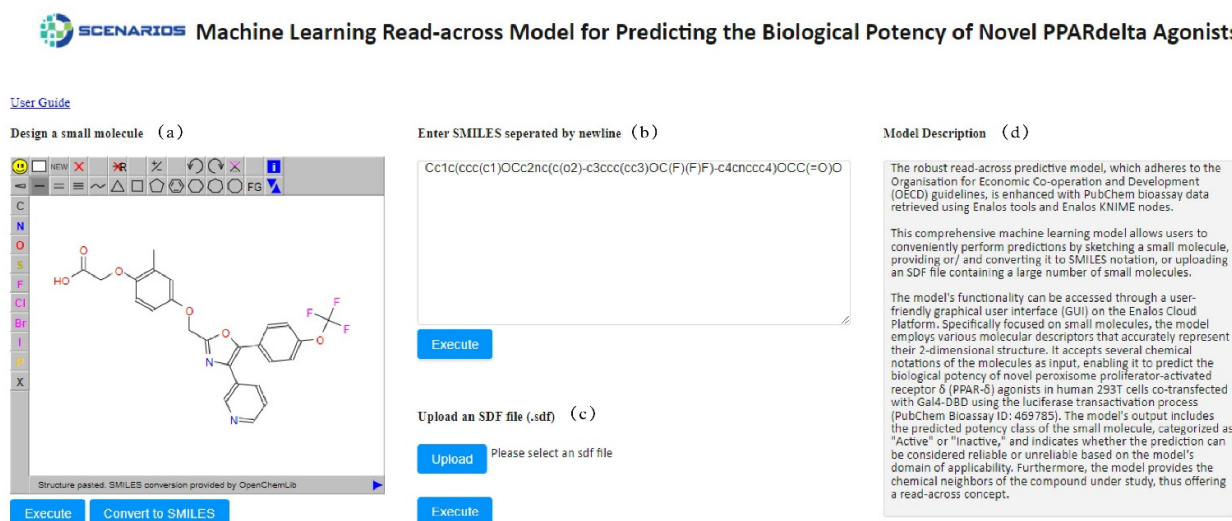 SCENARIOS Machine Learning Read-across Model for Predicting the Biological Potency of Novel PPARdelta Agonists
User Guide
Design a small molecule (a)
NEW
FG
C
N
O
S
F
Cl
Br
I
P
X
O
HO
O
O
O
N
F
F
F
O
N
Structure pasted. SMILES conversion provided by OpenChemLib
Execute Convert to SMILES
Enter SMILES seperated by newline (b)
Cc1c(ccc(c1)OCc2nc(c(o2)-c3ccc(cc3)OC(F)(F)F)-c4cnccc4)OCC(=O)O
Execute
Upload an SDF file (.sdf) (c)
Upload Please select an sdf file
Execute
Model Description (d)
The robust read-across predictive model, which adheres to the
Organisation for Economic Co-operation and Development
(OECD) guidelines, is enhanced with PubChem bioassay data
retrieved using Enalos tools and Enalos KNIME nodes.
This comprehensive machine learning model allows users to
conveniently perform predictions by sketching a small molecule,
providing or/ and converting it to SMILES notation, or uploading
an SDF file containing a large number of small molecules.
The model's functionality can be accessed through a user-
friendly graphical user interface (GUI) on the Enalos Cloud
Platform. Specifically focused on small molecules, the model
employs various molecular descriptors that accurately represent
their 2-dimensional structure. It accepts several chemical
notations of the molecules as input, enabling it to predict the
biological potency of novel peroxisome proliferator-activated
receptor δ (PPAR-δ) agonists in human 293T cells co-transfected
with Gal4-DBD using the luciferase transactivation process
(PubChem Bioassay ID: 469785). The model's output includes
the predicted potency class of the small molecule, categorized as
"Active" or "Inactive," and indicates whether the prediction can
be considered reliable or unreliable based on the model's
domain of applicability. Furthermore, the model provides the
chemical neighbors of the compound under study, thus offering
a read-across concept.